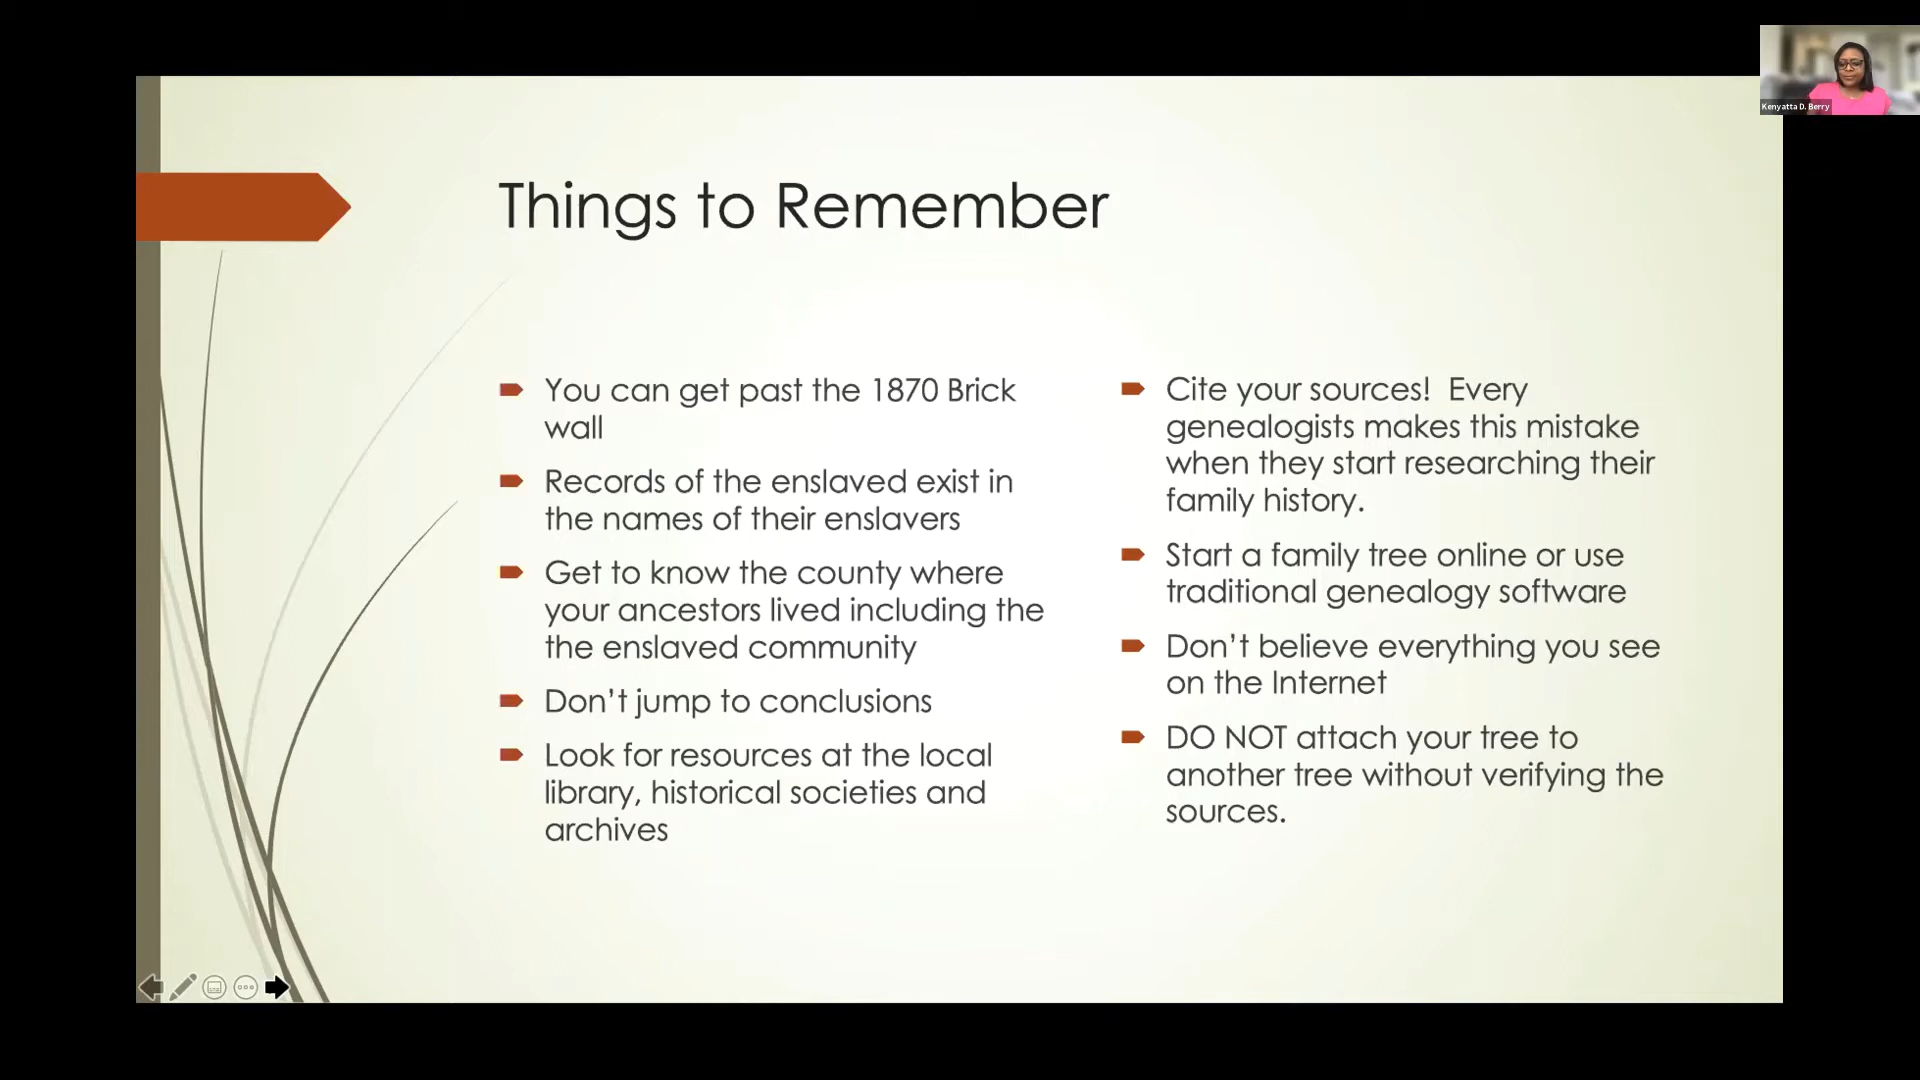 Kenyatta D. Berry
Things to Remember
You can get past the 1870 Brick
wall
Records of the enslaved exist in
the names of their enslavers
Get to know the county where
your ancestors lived including the
the enslaved community
Don't jump to conclusions
Look for resources at the local
library, historical societies and
archives
Cite your sources!  Every
genealogists makes this mistake
when they start researching their
family history.
Start a family tree online or use
traditional genealogy software
Don't believe everything you see
on the Internet
DO NOT attach your tree to
another tree without verifying the
sources.